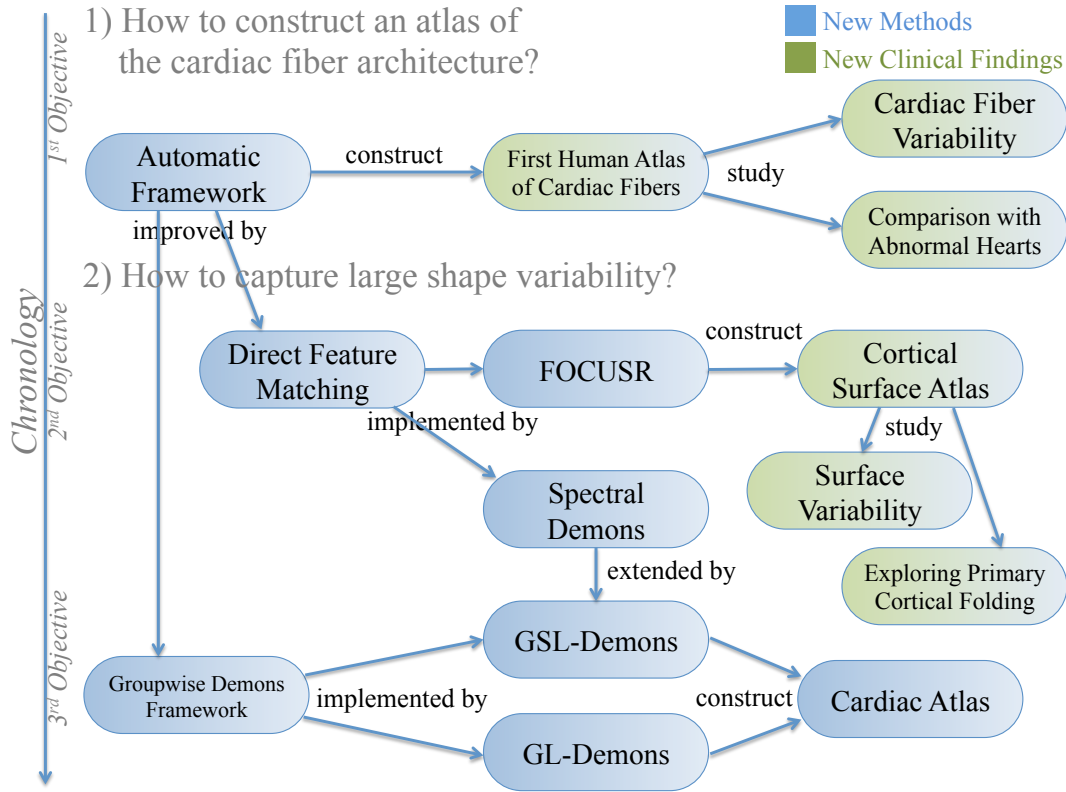 1) How to construct an atlas of
the cardiac fiber architecture?
New Methods
New Clinical Findings
Chronology
1st Objective
2nd Objective
3rd Objective
Automatic
Framework
construct
First Human Atlas
of Cardiac Fibers
study
Cardiac Fiber
Variability
Comparison with
Abnormal Hearts
improved by
2) How to capture large shape variability?
Direct Feature
Matching
FOCUSR
construct
Cortical
Surface Atlas
implemented by
study
Spectral
Demons
Surface
Variability
extended by
Exploring Primary
Cortical Folding
GSL-Demons
Groupwise Demons
Framework
implemented by
construct
Cardiac Atlas
GL-Demons